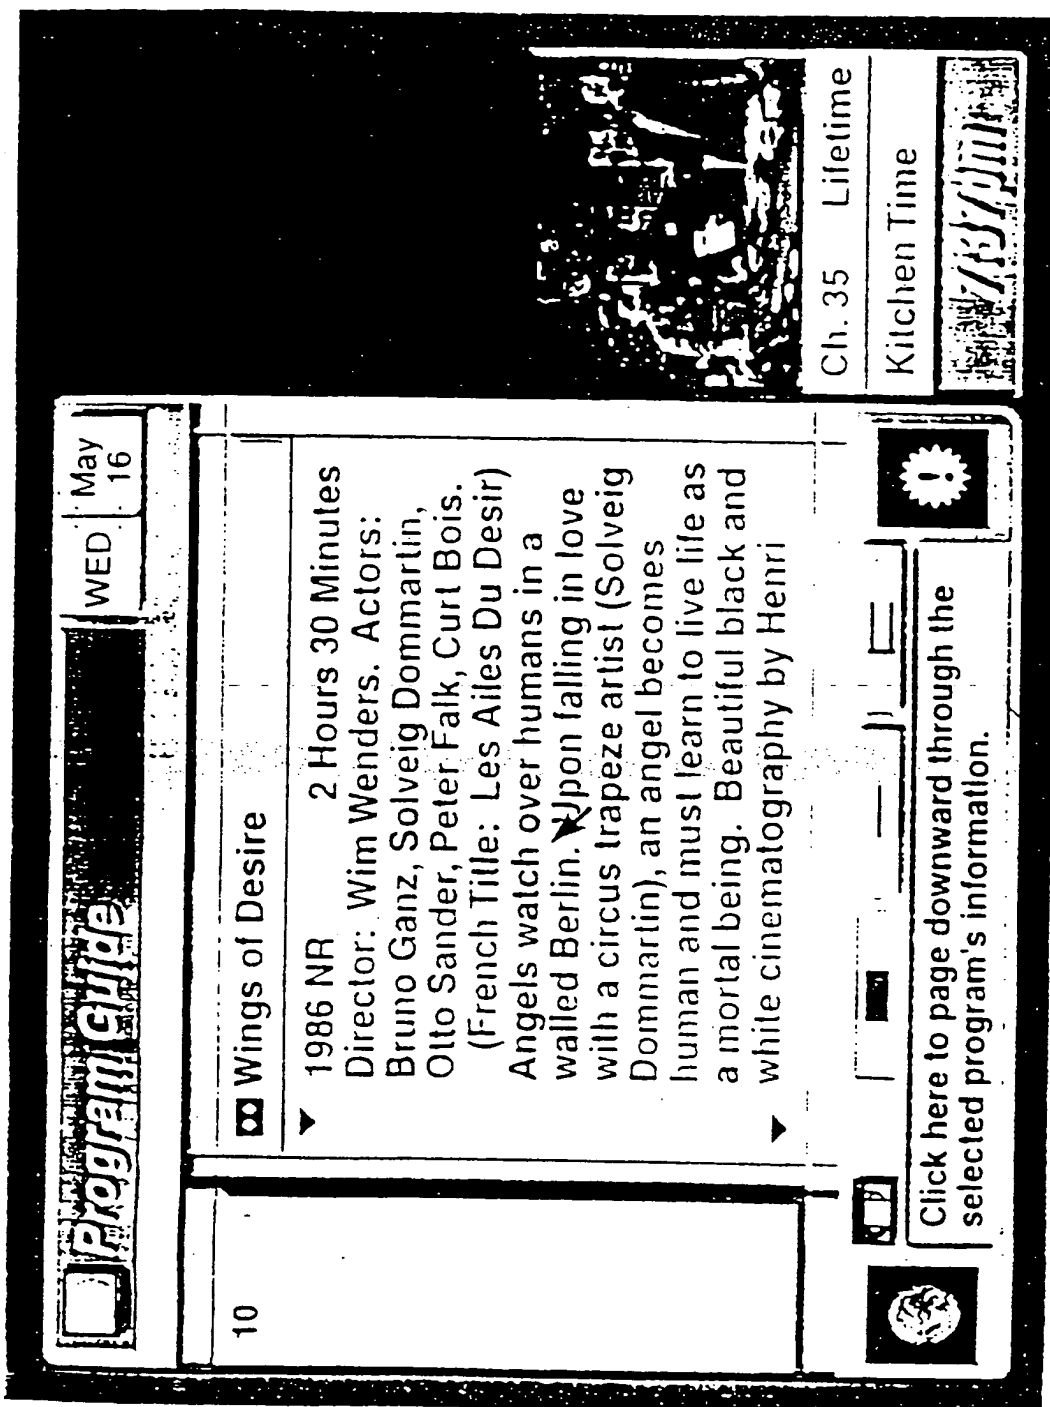 Program Guide
WED
May
16
10
Wings of Desire
1986 NR 2 Hours 30 Minutes
Director: Wim Wenders. Actors:
Bruno Ganz, Solveig Dommartin,
Otto Sander, Peter Falk, Curt Bois.
(French Title: Les Ailes Du Desir)
Angels watch over humans in a
walled Berlin. Upon falling in love
with a circus trapeze artist (Solveig
Dommartin), an angel becomes
human and must learn to live life as
a mortal being. Beautiful black and
white cinematography by Henri
Click here to page downward through the
selected program's information.
!
Ch. 35 Lifetime
Kitchen Time